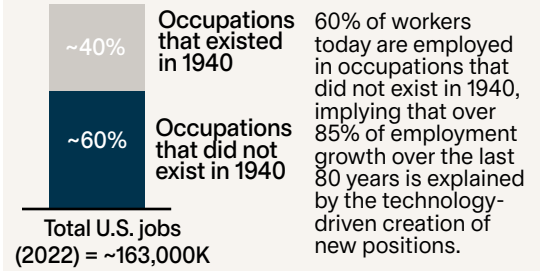 ~40%
Occupations
that existed
in 1940
~60%
Occupations
that did not
exist in 1940
Total U.S. jobs
(2022) = ~163,000K
60% of workers
today are employed
in occupations that
did not exist in 1940,
implying that over
85% of employment
growth over the last
80 years is explained
by the technology-
driven creation of
new positions.